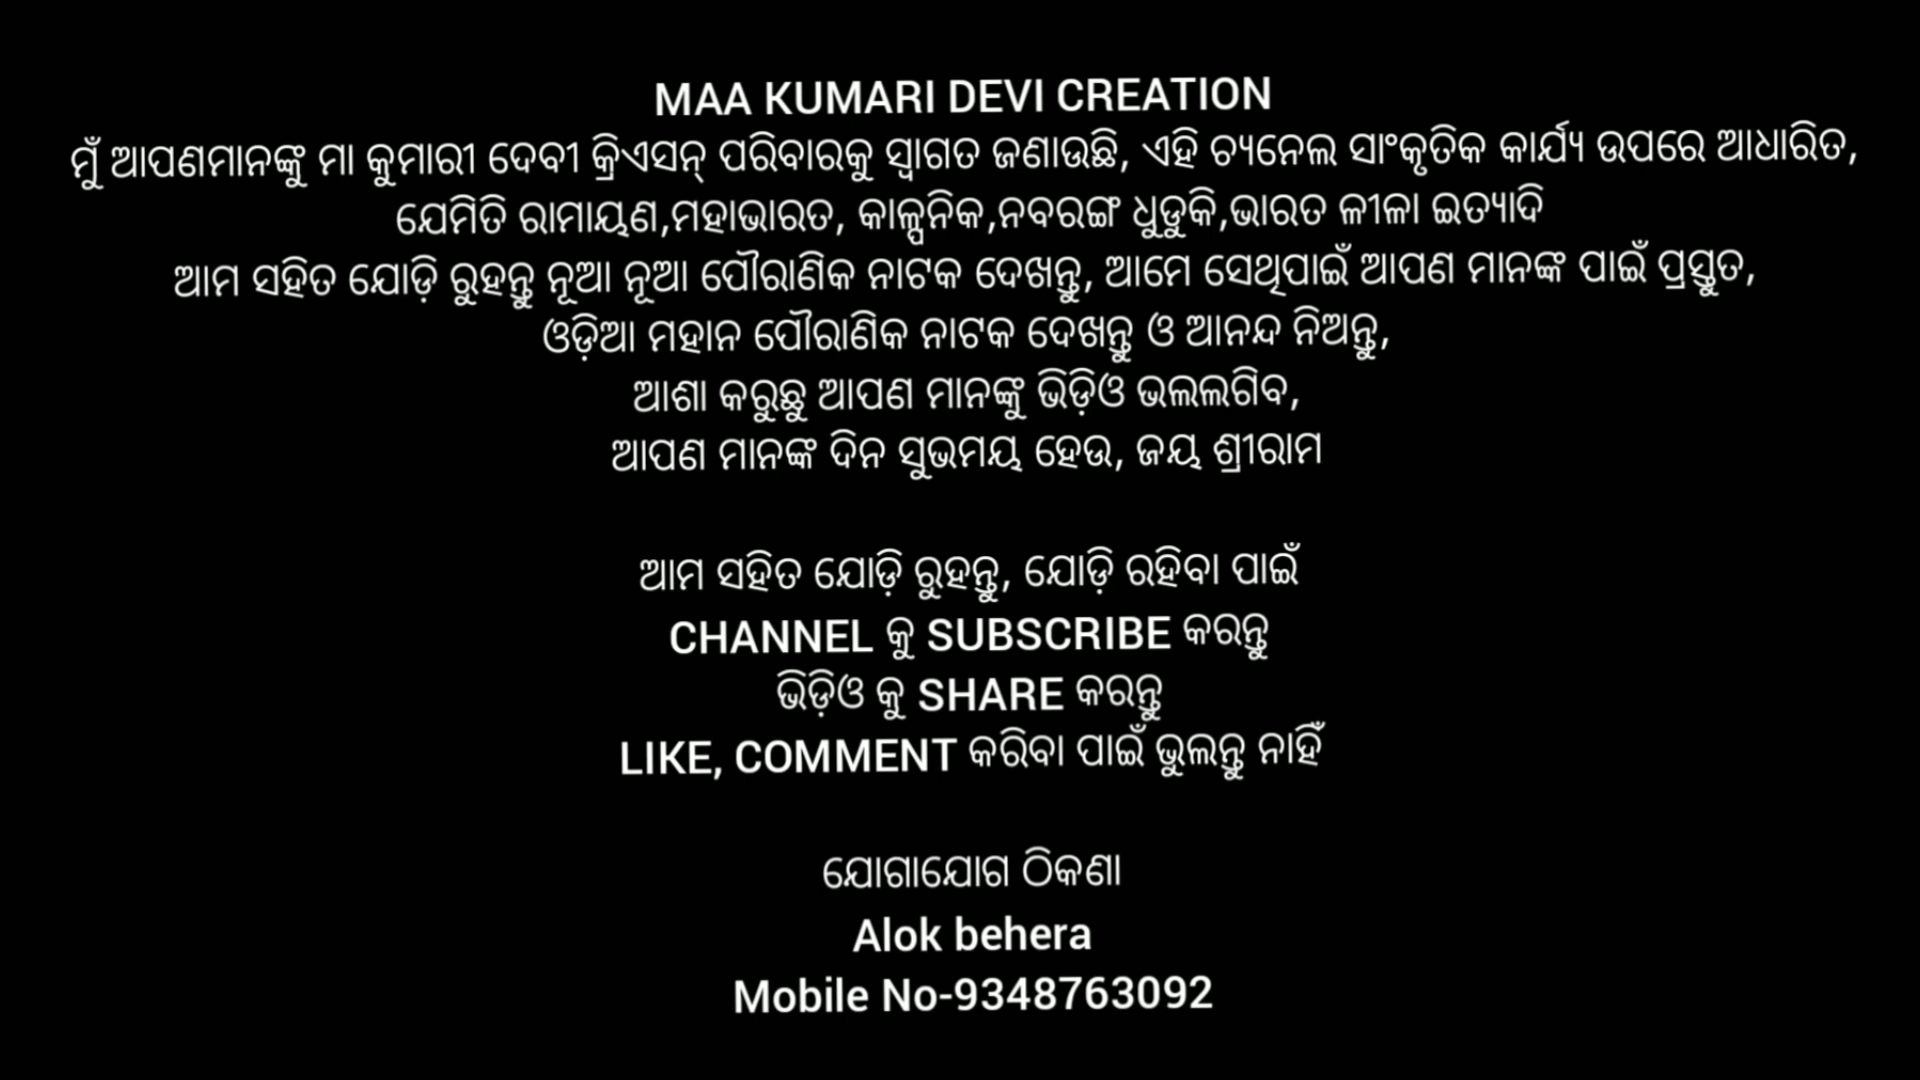 MAA KUMARI DEVI CREATION
ମୁଁ ଆପଣମାନଙ୍କୁ ମା କୁମାରୀ ଦେବୀ କ୍ରିଏସନ୍ ପରିବାରକୁ ସ୍ୱାଗତ ଜଣାଉଛି, ଏହି ଚ୍ୟନେଲ ସାଂକୃତିକ କାର୍ଯ୍ୟ ଉପରେ ଆଧାରିତ,
ଯେମିତି ରାମାୟଣ,ମହାଭାରତ, କାଳ୍ପନିକ,ନବରଙ୍ଗ ଧୁଡୁକି,ଭାରତ ଳୀଳା ଇତ୍ୟାଦି
ଆମ ସହିତ ଯୋଡ଼ି ରୁହନ୍ତୁ ନୂଆ ନୂଆ ପୌରାଣିକ ନାଟକ ଦେଖନ୍ତୁ, ଆମେ ସେଥିପାଇଁ ଆପଣ ମାନଙ୍କ ପାଇଁ ପ୍ରସ୍ତୁତ,
ଓଡ଼ିଆ ମହାନ ପୌରାଣିକ ନାଟକ ଦେଖନ୍ତୁ ଓ ଆନନ୍ଦ ନିଅନ୍ତୁ,
ଆଶା କରୁଛୁ ଆପଣ ମାନଙ୍କୁ ଭିଡ଼ିଓ ଭଲଲଗିବ,
ଆପଣ ମାନଙ୍କ ଦିନ ସୁଭମୟ ହେଉ, ଜୟ ଶ୍ରୀରାମ
ଆମ ସହିତ ଯୋଡ଼ି ରୁହନ୍ତୁ, ଯୋଡ଼ି ରହିବା ପାଇଁ
CHANNEL କୁ SUBSCRIBE କରନ୍ତୁ
ଭିଡ଼ିଓ କୁ SHARE କରନ୍ତୁ
LIKE, COMMENT କରିବା ପାଇଁ ଭୁଲନ୍ତୁ ନାହିଁ
ଯୋଗାଯୋଗ ଠିକଣା
Alok behera
Mobile No-9348763092